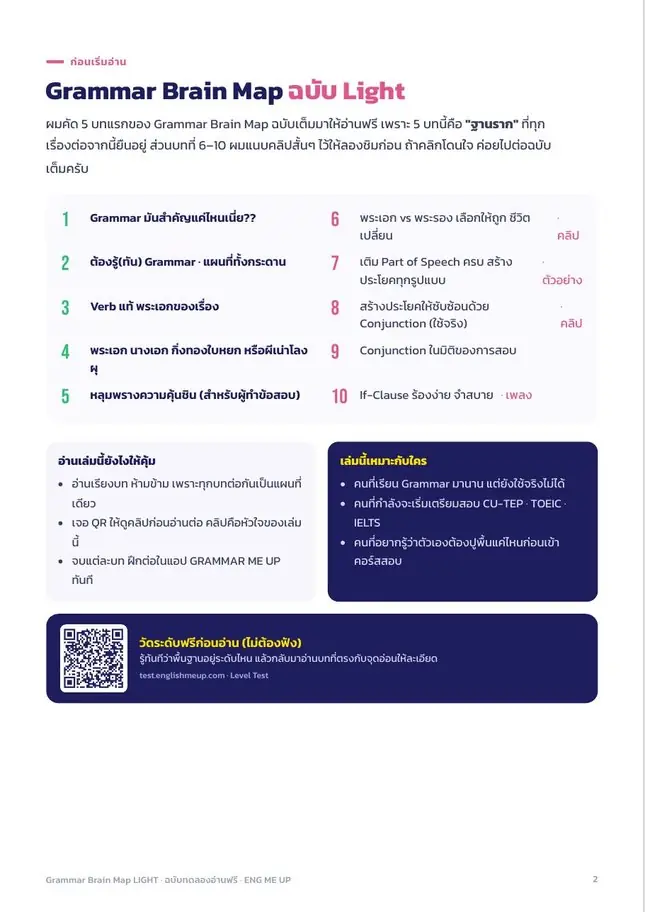 ก่อนเริ่มอ่าน
Grammar Brain Map ฉบับ Light
ผมคัด 5 บทแรกของ Grammar Brain Map ฉบับเต็มมาให้อ่านฟรี เพราะ 5 บทนี้คือ "ฐานราก" ที่ทุก
เรื่องต่อจากนี้ยืนอยู่ ส่วนบทที่ 6–10 ผมแนบคลิปสั้นๆ ไว้ให้ลองชิมก่อน ถ้าคลิกโดนใจ ค่อยไปต่อฉบับ
เต็มครับ
1 Grammar มันสำคัญแค่ไหนเนี่ย??
2 ต้องรู้(ทัน) Grammar · แผนที่ทั้งกระดาน
3 Verb แท้ พระเอกของเรื่อง
4 พระเอก นางเอก กิ่งทองใบหยก หรือผีเน่าโลง
ผุ
5 หลุมพรางความคุ้นชิน (สำหรับผู้ทำข้อสอบ)
6 พระเอก vs พระรอง เลือกให้ถูก ชีวิต
เปลี่ยน · คลิป
7 เติม Part of Speech ครบ สร้าง
ประโยคทุกรูปแบบ · ตัวอย่าง
8 สร้างประโยคให้ซับซ้อนด้วย
Conjunction (ใช้จริง) · คลิป
9 Conjunction ในมิติของการสอบ
10 If-Clause ร้องง่าย จำสบาย · เพลง
อ่านเล่มนี้ยังไงให้คุ้ม
• อ่านเรียงบท ห้ามข้าม เพราะทุกบทต่อกันเป็นแผนที่
เดียว
• เจอ QR ให้ดูคลิปก่อนอ่านต่อ คลิปคือหัวใจของเล่ม
นี้
• จบแต่ละบท ฝึกต่อในแอป GRAMMAR ME UP
ทันที
เล่มนี้เหมาะกับใคร
• คนที่เรียน Grammar มานาน แต่ยังใช้จริงไม่ได้
• คนที่กำลังจะเริ่มเตรียมสอบ CU-TEP · TOEIC ·
IELTS
• คนที่อยากรู้ว่าตัวเองต้องปูพื้นแค่ไหนก่อนเข้า
คอร์สสอบ
วัดระดับฟรีก่อนอ่าน (ไม่ต้องฟัง)
รู้ทันทีว่าพื้นฐานอยู่ระดับไหน แล้วกลับมาอ่านบทที่ตรงกับจุดอ่อนให้ละเอียด
test.englishmeup.com · Level Test
Grammar Brain Map LIGHT · ฉบับทดลองอ่านฟรี · ENG ME UP
2